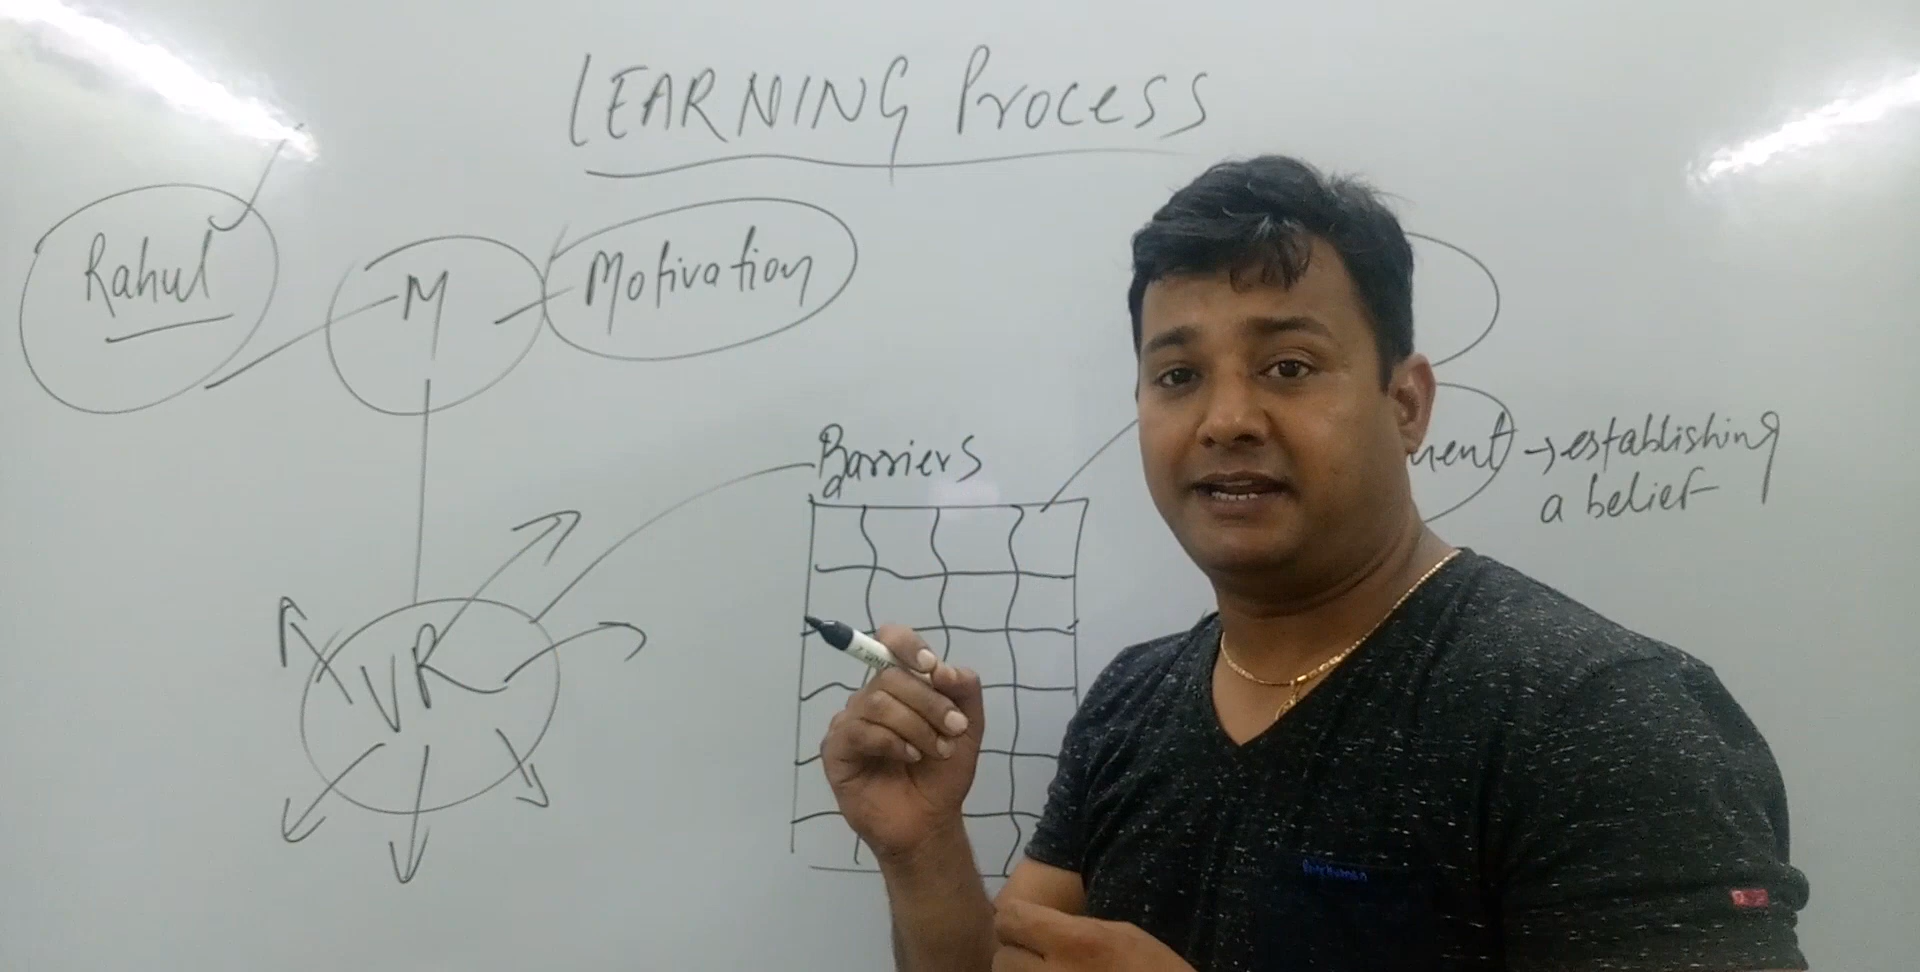 LEARNING Process
Rahul
M
Motivation
Barriers
ment → establishing
a belief
VR